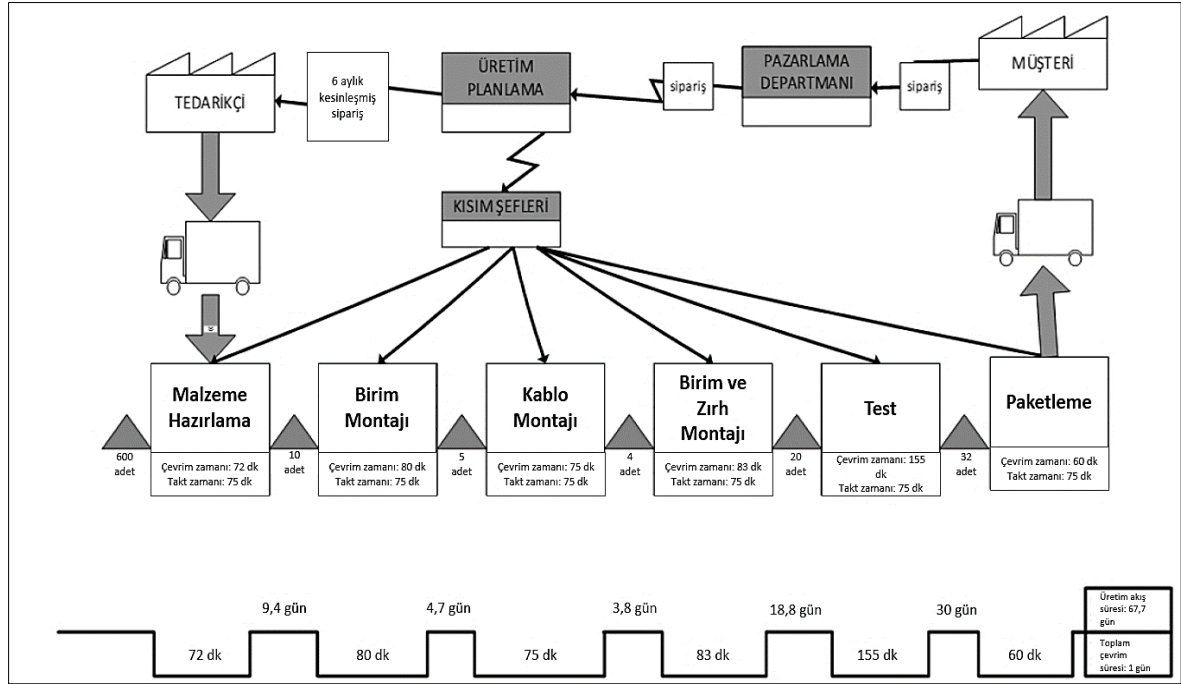 TEDARİKÇİ
6 aylık
kesinleşmiş
sipariş
ÜRETİM
PLANLAMA
sipariş
PAZARLAMA
DEPARTMANI
sipariş
MÜŞTERİ
KISIM ŞEFLERİ
600
adet
Malzeme
Hazırlama
Çevrim zamanı: 72 dk
Takt zamanı: 75 dk
10
adet
Birim
Montajı
Çevrim zamanı: 80 dk
Takt zamanı: 75 dk
5
adet
Kablo
Montajı
Çevrim zamanı: 75 dk
Takt zamanı: 75 dk
4
adet
Birim ve
Zırh
Montajı
Çevrim zamanı: 83 dk
Takt zamanı: 75 dk
20
adet
Test
Çevrim zamanı: 155
dk
Takt zamanı: 75 dk
32
adet
Paketleme
Çevrim zamanı: 60 dk
Takt zamanı: 75 dk
9,4 gün
4,7 gün
3,8 gün
18,8 gün
30 gün
72 dk
80 dk
75 dk
83 dk
155 dk
60 dk
Üretim akış
süresi: 67,7
gün
Toplam
çevrim
süresi: 1 gün